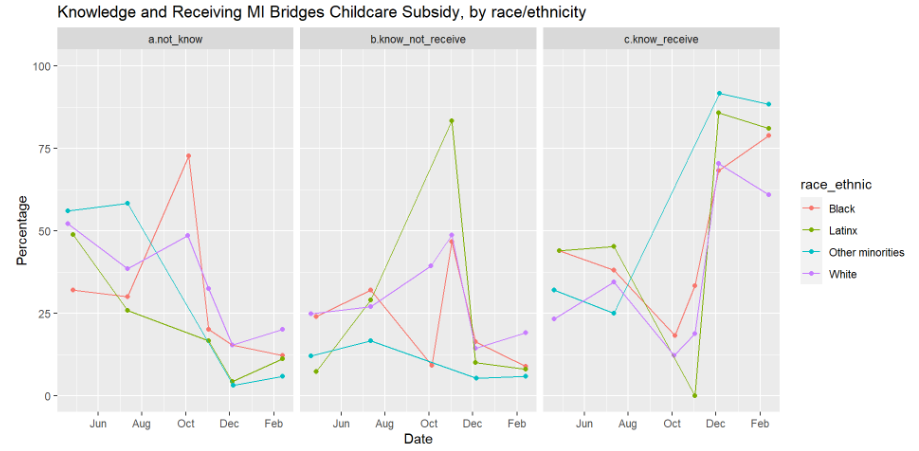 Knowledge and Receiving MI Bridges Childcare Subsidy, by race/ethnicity
a.not_know b.know_not_receive c.know_receive
100
75
50
25
0
Percentage
Jun Aug Oct Dec Feb Jun Aug Oct Dec Feb Jun Aug Oct Dec Feb
Date
race_ethnic
Black
Latinx
Other minorities
White